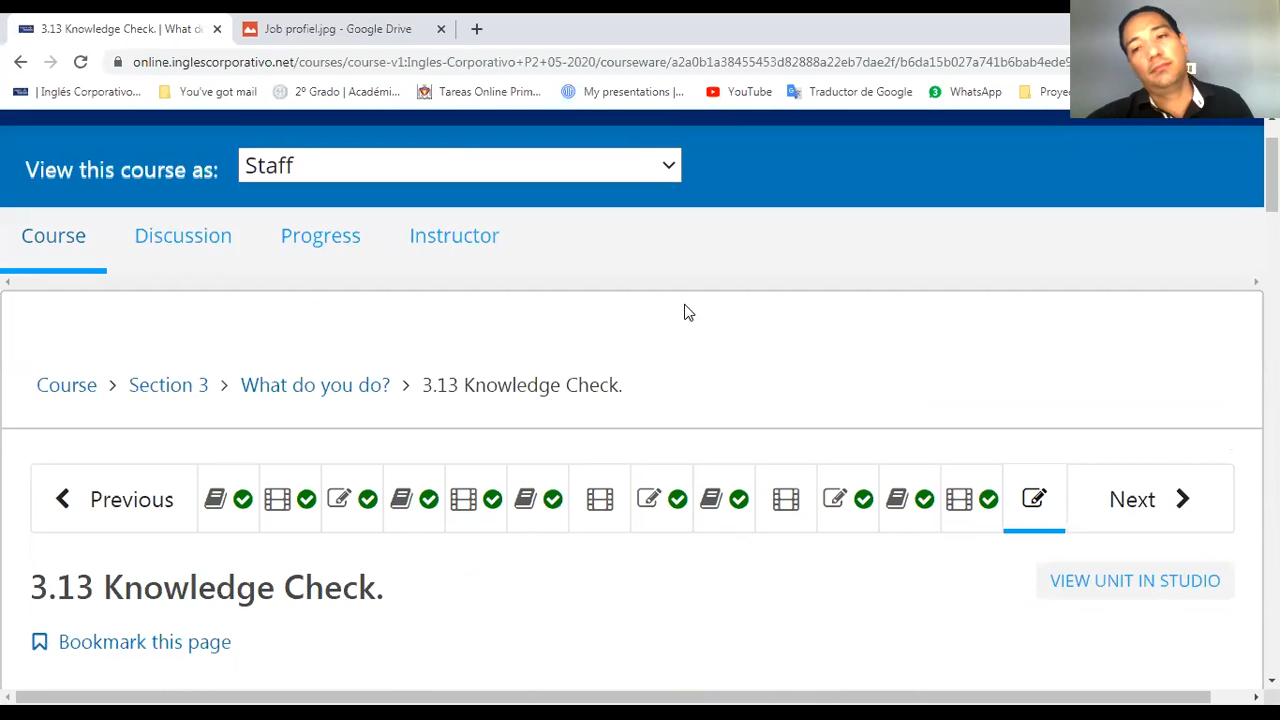 3.13 Knowledge Check. | What do
Job profiel.jpg - Google Drive
online.inglescorporativo.net/courses/course-v1:Ingles-Corporativo+P2+05-2020/courseware/a2a0b1a38455453d82888a22eb7dae2f/b6da15b027a741b6bab4ede9
| Inglés Corporativo...
You've got mail
2º Grado | Académi...
Tareas Online Prim...
My presentations |...
YouTube
Traductor de Google
3
WhatsApp
Proye
View this course as:
Staff
Course
Discussion
Progress
Instructor
Course > Section 3 > What do you do? > 3.13 Knowledge Check.
Previous
Next
3.13 Knowledge Check.
VIEW UNIT IN STUDIO
Bookmark this page